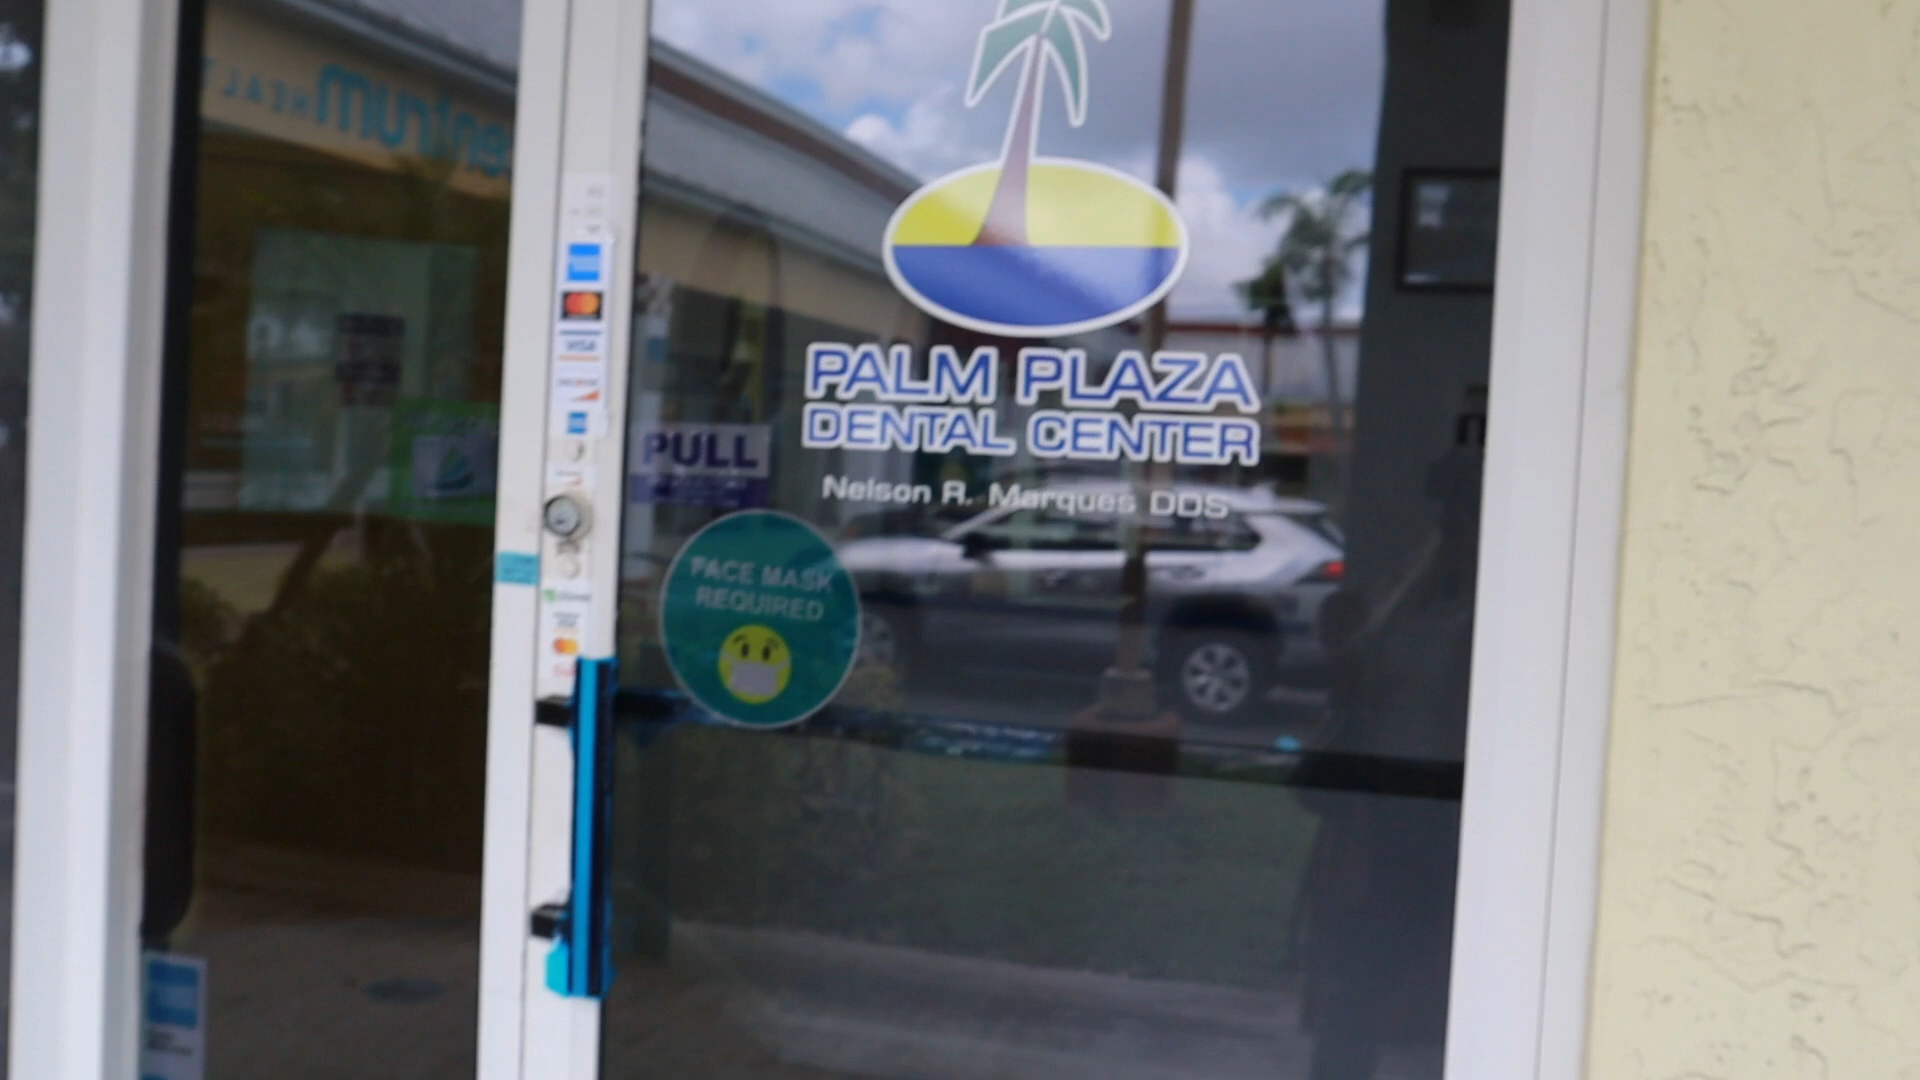 PALM PLAZA
DENTAL CENTER
Nelson R. Marques DDS
PULL
FACE MASK
REQUIRED
VISA